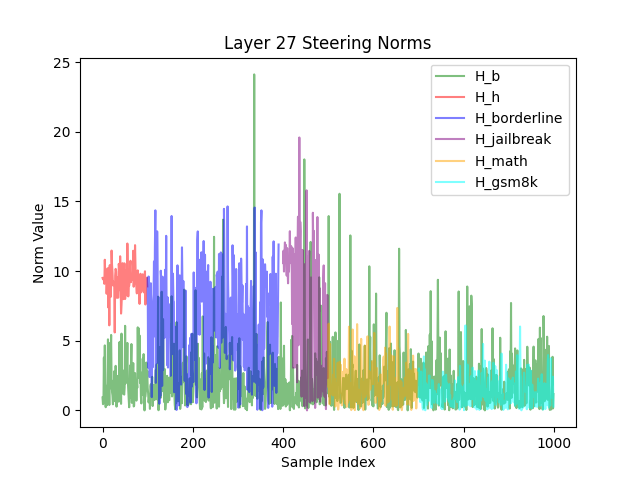 Layer 27 Steering Norms
25
20
15
10
5
0
Norm Value
H_b
H_h
H_borderline
H_jailbreak
H_math
H_gsm8k
0 200 400 600 800 1000
Sample Index